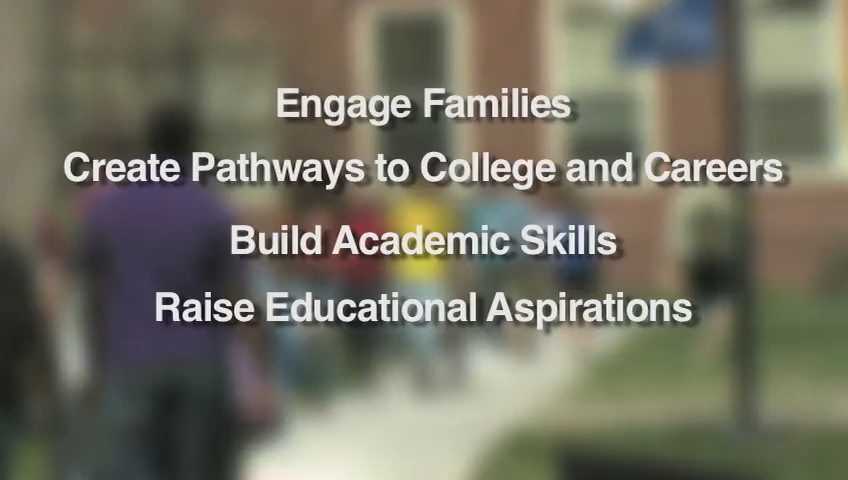 Engage Families
Create Pathways to College and Careers
Build Academic Skills
Raise Educational Aspirations